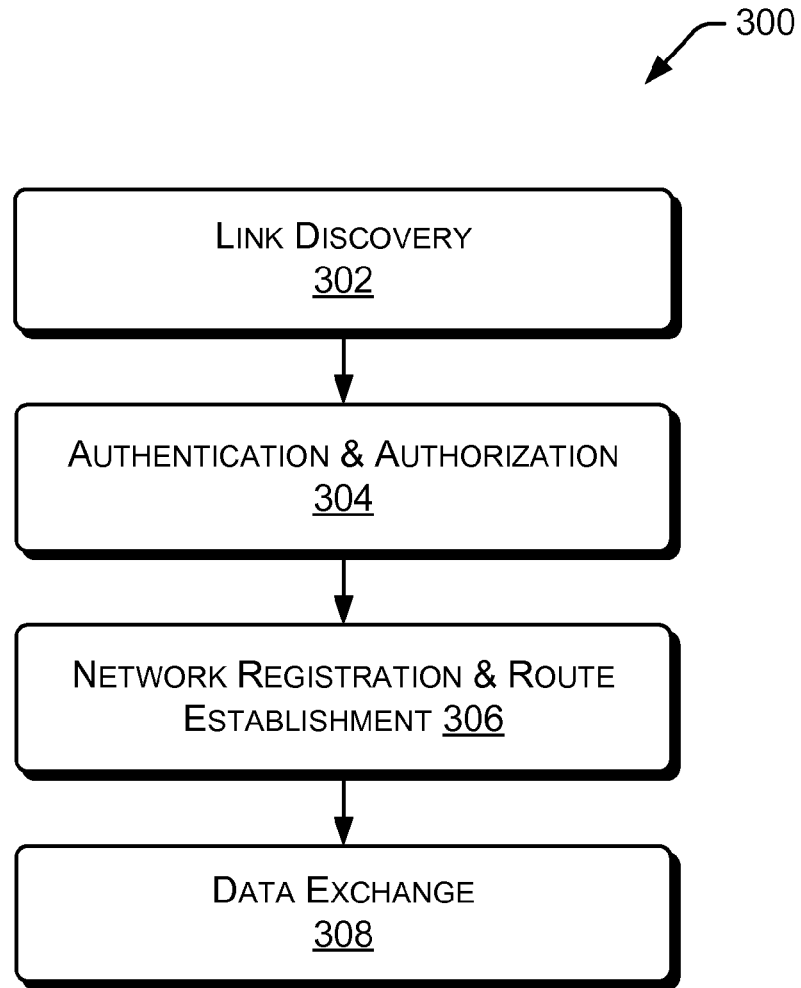 300
LINK DISCOVERY
302
AUTHENTICATION & AUTHORIZATION
304
NETWORK REGISTRATION & ROUTE
ESTABLISHMENT 306
DATA EXCHANGE
308